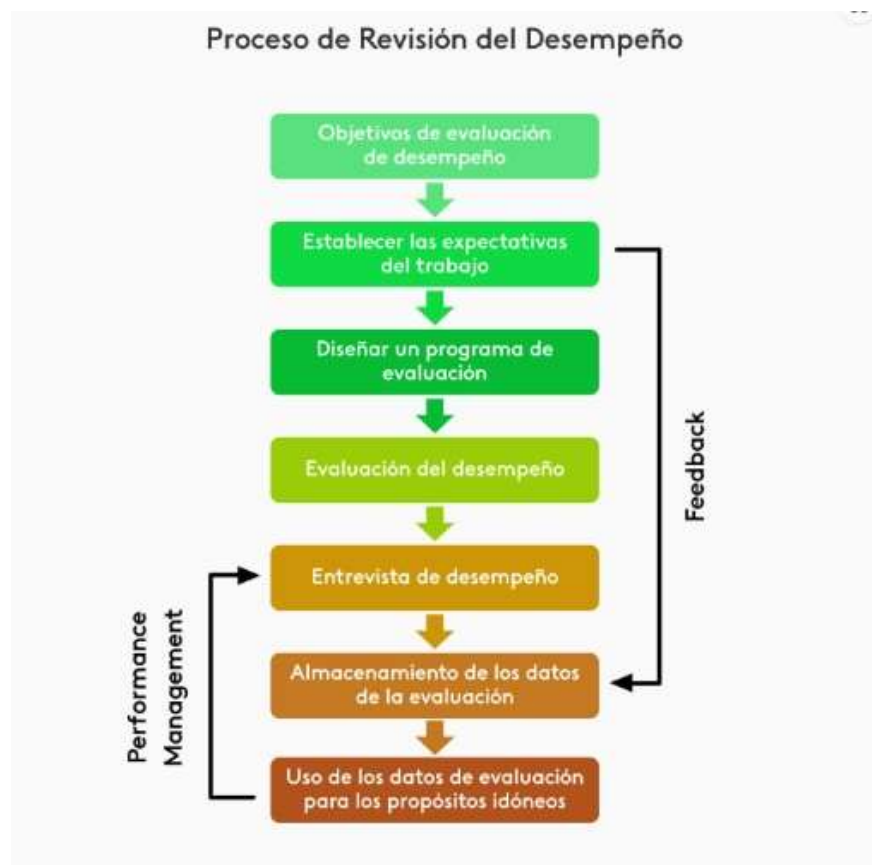 Proceso de Revisión del Desempeño
Objetivos de evaluación
de desempeño
Establecer las expectativas
del trabajo
Diseñar un programa de
evaluación
Evaluación del desempeño
Entrevista de desempeño
Almacenamiento de los datos
de la evaluación
Uso de los datos de evaluación
para los propósitos idóneos
Feedback
Performance
Management